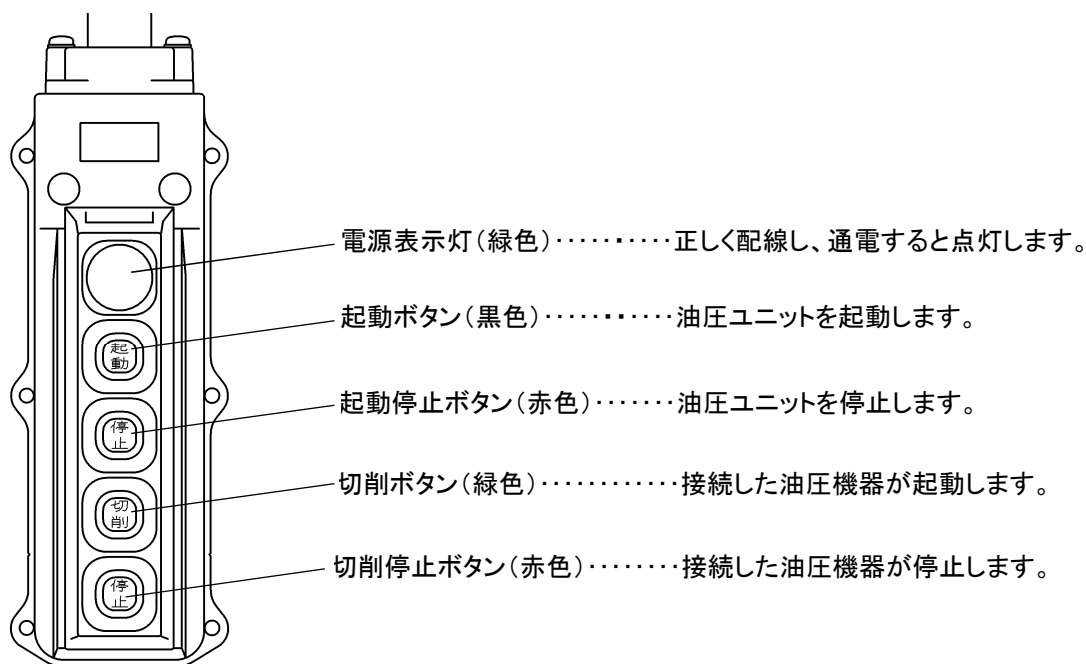 電源表示灯（緑色）‥‥‥‥‥正しく配線し、通電すると点灯します。
起動
起動ボタン（黒色）‥‥‥‥‥油圧ユニットを起動します。
停止
起動停止ボタン（赤色）‥‥‥‥油圧ユニットを停止します。
切削
切削ボタン（緑色）‥‥‥‥‥‥接続した油圧機器が起動します。
停止
切削停止ボタン（赤色）‥‥‥‥接続した油圧機器が停止します。